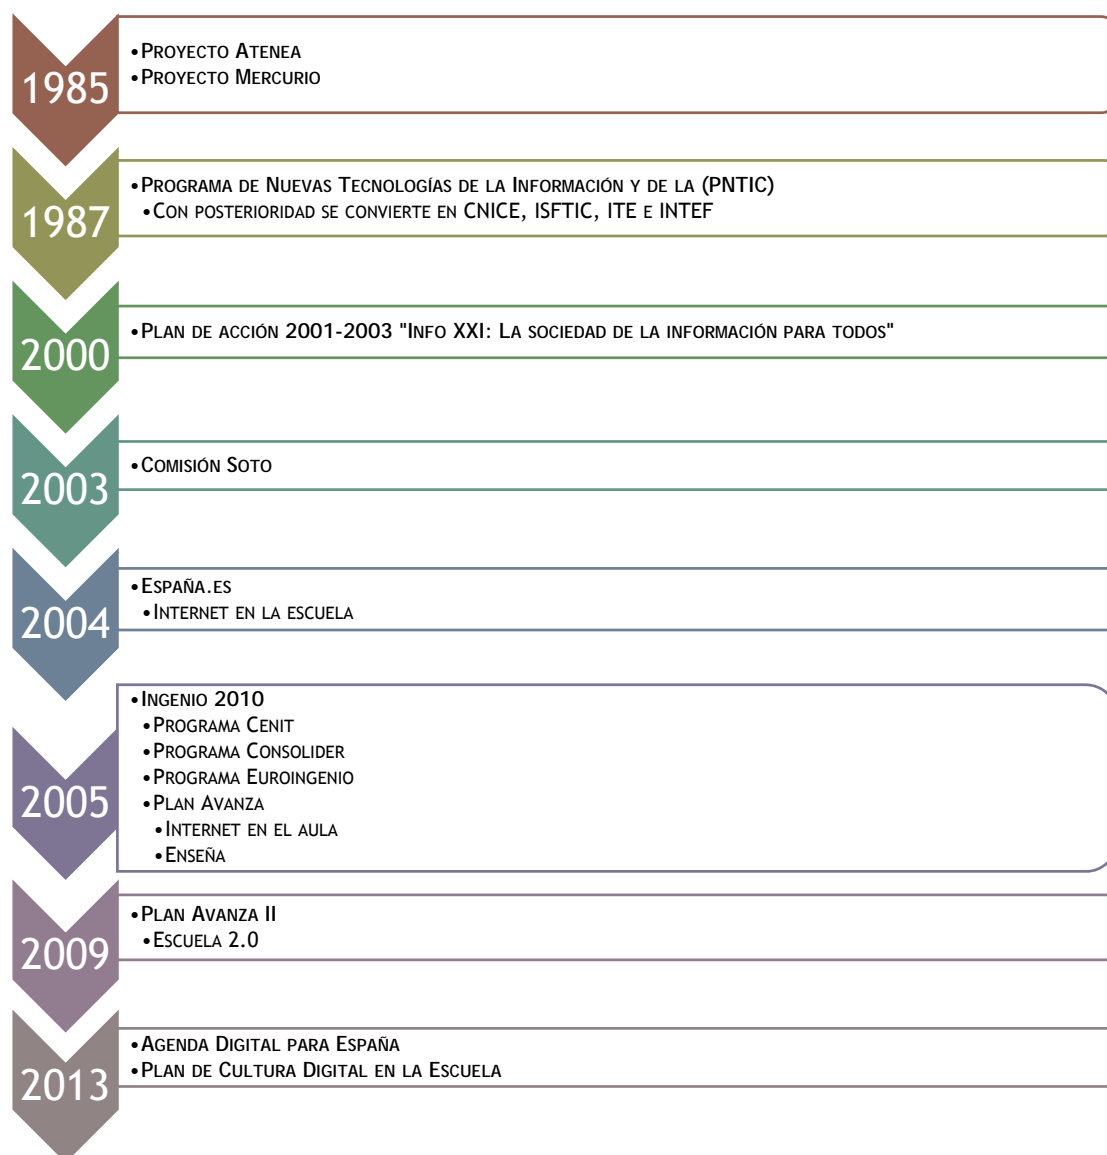 1985
•Proyecto Atenea
•Proyecto Mercurio
1987
•Programa de Nuevas Tecnologías de la Información y de la (PNTIC)
•Con posterioridad se convierte en CNICE, ISFTIC, ITE e INTEF
2000
•Plan de acción 2001-2003 "Info XXI: La sociedad de la información para todos"
2003
•Comisión Soto
2004
•España.es
•Internet en la escuela
2005
•Ingenio 2010
•Programa Cenit
•Programa Consolider
•Programa Euroingenio
•Plan Avanza
•Internet en el aula
•Enseña
2009
•Plan Avanza II
•Escuela 2.0
2013
•Agenda Digital para España
•Plan de Cultura Digital en la Escuela